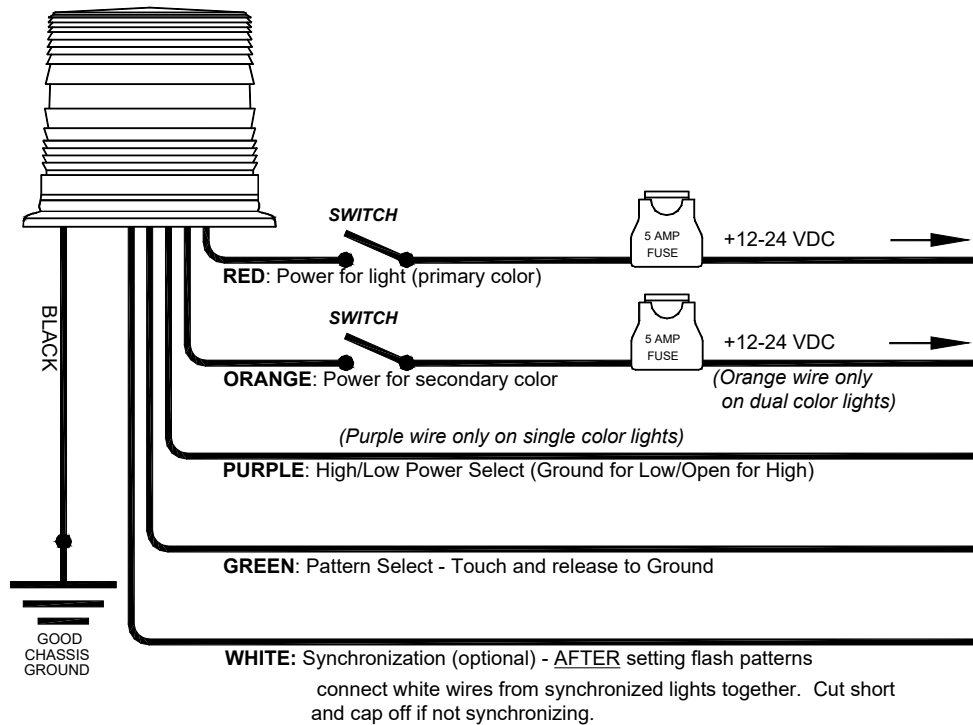 SWITCH
5 AMP
FUSE
+12-24 VDC
RED: Power for light (primary color)
BLACK
SWITCH
5 AMP
FUSE
+12-24 VDC
ORANGE: Power for secondary color
(Orange wire only
on dual color lights)
(Purple wire only on single color lights)
PURPLE: High/Low Power Select (Ground for Low/Open for High)
GREEN: Pattern Select - Touch and release to Ground
GOOD
CHASSIS
GROUND
WHITE: Synchronization (optional) - AFTER setting flash patterns
connect white wires from synchronized lights together. Cut short
and cap off if not synchronizing.